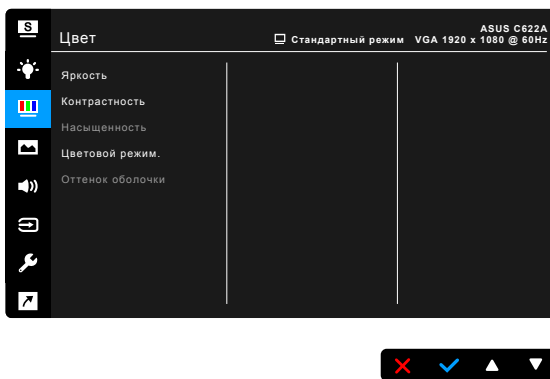 S
Цвет
Стандартный режим
ASUS C622A
VGA 1920 x 1080 @ 60Hz
Яркость
Контрастность
Насыщенность
Цветовой режим.
Оттенок оболочки